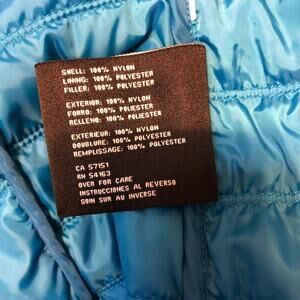 SHELL: 100% NYLON
LINING: 100% POLYESTER
FILLER: 100% POLYESTER
EXTERIOR: 100% NYLON
FORRO: 100% POLYESTER
RELLENO: 100% POLYESTER
EXTERIEUR: 100% NYLON
DOUBLURE: 100% POLYESTER
REMPLISSAGE: 100% POLYESTER
CA 57151
RN 54163
OVER FOR CARE
INSTRUCCIONES AL REVERSO
SOIN SUR AU INVERSE